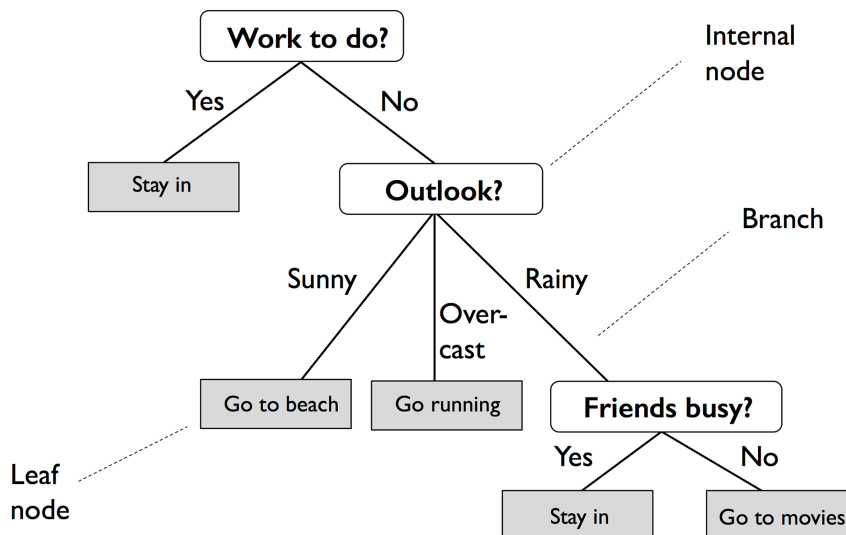 Work to do?
Internal
node
Yes
No
Stay in
Outlook?
Branch
Sunny
Rainy
Over-
cast
Go to beach
Go running
Friends busy?
Leaf
node
Yes
No
Stay in
Go to movies